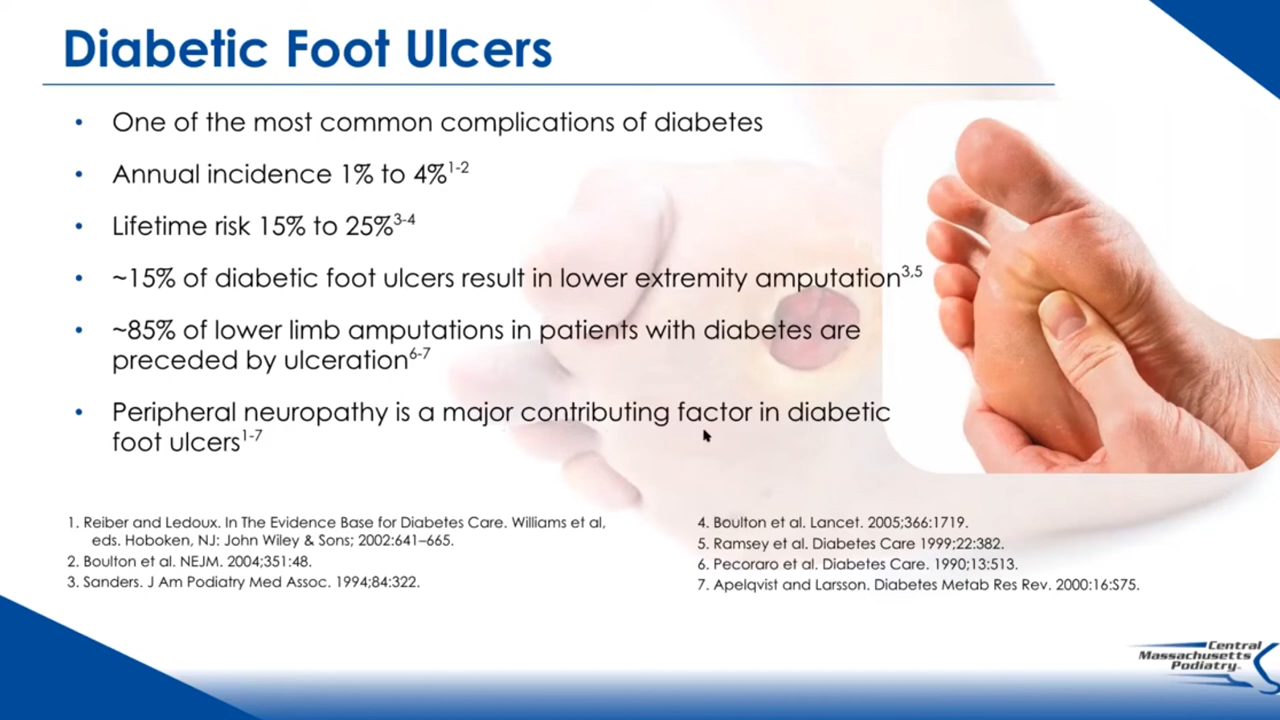 Diabetic Foot Ulcers
• One of the most common complications of diabetes
• Annual incidence 1% to 4%1-2
• Lifetime risk 15% to 25%3-4
• ~15% of diabetic foot ulcers result in lower extremity amputation3,5
• ~85% of lower limb amputations in patients with diabetes are
preceded by ulceration6-7
• Peripheral neuropathy is a major contributing factor in diabetic
foot ulcers1-7
1. Reiber and Ledoux. In The Evidence Base for Diabetes Care. Williams et al,
eds. Hoboken, NJ: John Wiley & Sons; 2002:641–665.
2. Boulton et al. NEJM. 2004;351:48.
3. Sanders. J Am Podiatry Med Assoc. 1994;84:322.
4. Boulton et al. Lancet. 2005;366:1719.
5. Ramsey et al. Diabetes Care 1999;22:382.
6. Pecoraro et al. Diabetes Care. 1990;13:513.
7. Apelqvist and Larsson. Diabetes Metab Res Rev. 2000:16:S75.
Central
Massachusetts
Podiatry